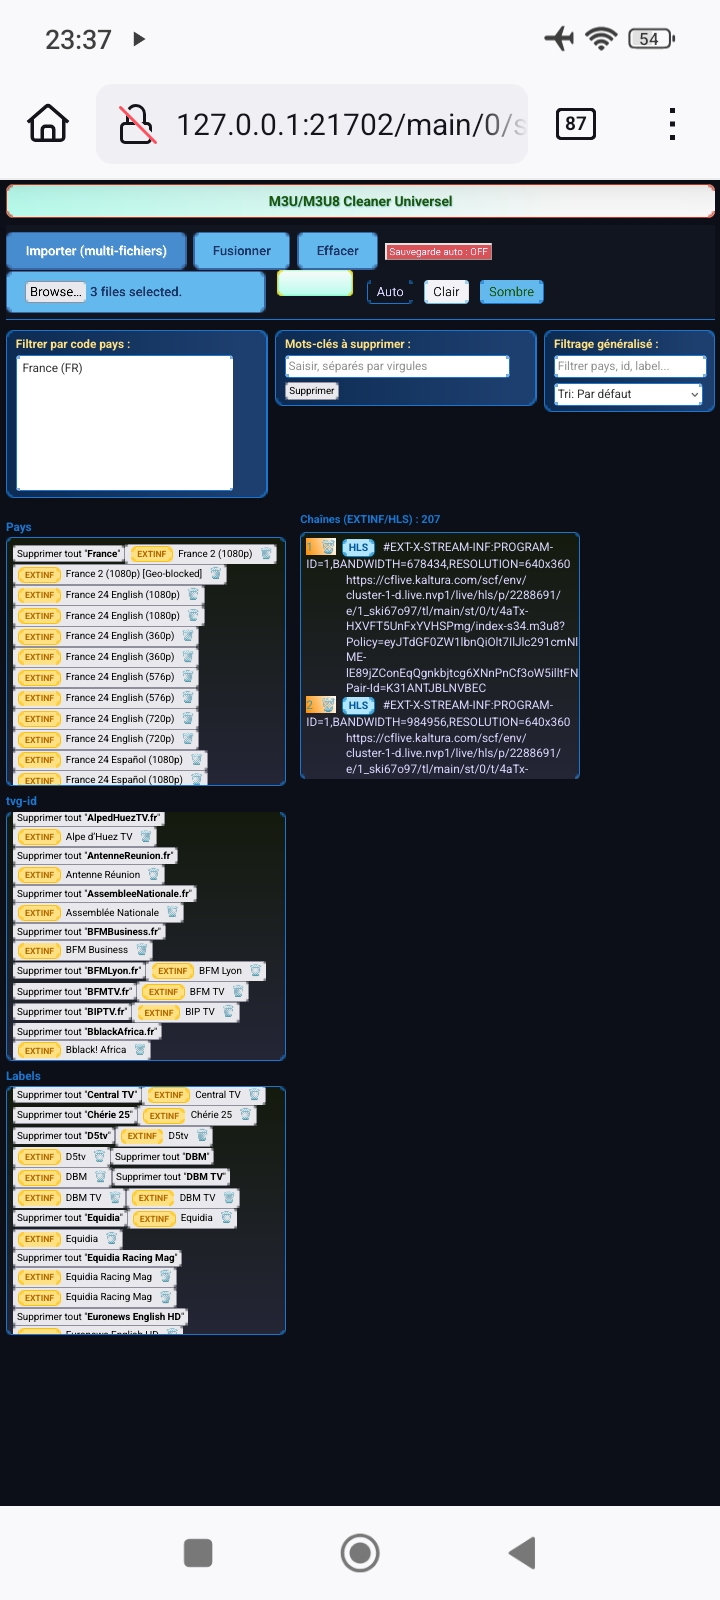 23:37
54
127.0.0.1:21702/main/0/s
87
M3U/M3U8 Cleaner Universel
Importer (multi-fichiers)
Fusionner
Effacer
Sauvegarde auto : OFF
Browse... 3 files selected.
Auto
Clair
Sombre
Filtrer par code pays :
France (FR)
Mots-clés à supprimer :
Saisir, séparés par virgules
Supprimer
Filtrage généralisé :
Filtrer pays, id, label...
Tri: Par défaut
Pays
Supprimer tout "France" EXTINF France 2 (1080p)
EXTINF France 2 (1080p) [Geo-blocked]
EXTINF France 24 English (1080p)
EXTINF France 24 English (1080p)
EXTINF France 24 English (360p)
EXTINF France 24 English (360p)
EXTINF France 24 English (576p)
EXTINF France 24 English (576p)
EXTINF France 24 English (720p)
EXTINF France 24 English (720p)
EXTINF France 24 Español (1080p)
EXTINF France 24 Español (1080p)
Chaînes (EXTINF/HLS) : 207
1 HLS #EXT-X-STREAM-INF:PROGRAM-
ID=1,BANDWIDTH=678434,RESOLUTION=640x360
https://cflive.kaltura.com/scf/env/
cluster-1-d.live.nvp1/live/hls/p/2288691/
e/1_ski67o97/tl/main/st/0/t/4aTx-
HXVFT5UnFxYVHSPmg/index-s34.m3u8?
Policy=eyJTdGF0ZW1lbnQiOlt7IlJlc291cmNl
ME-
lE89jZConEqQgnkbjtcg6XNnPnCf3oW5illtFN
Pair-Id=K31ANTJBLNVBEC
2 HLS #EXT-X-STREAM-INF:PROGRAM-
ID=1,BANDWIDTH=984956,RESOLUTION=640x360
https://cflive.kaltura.com/scf/env/
cluster-1-d.live.nvp1/live/hls/p/2288691/
e/1_ski67o97/tl/main/st/0/t/4aTx-
tvg-id
Supprimer tout "AlpedHuezTV.fr"
EXTINF Alpe d'Huez TV
Supprimer tout "AntenneReunion.fr"
EXTINF Antenne Réunion
Supprimer tout "AssembleeNationale.fr"
EXTINF Assemblée Nationale
Supprimer tout "BFMBusiness.fr"
EXTINF BFM Business
Supprimer tout "BFMLyon.fr" EXTINF BFM Lyon
Supprimer tout "BFMTV.fr" EXTINF BFM TV
Supprimer tout "BIPTV.fr" EXTINF BIP TV
Supprimer tout "BblackAfrica.fr"
EXTINF Bblack! Africa
Labels
Supprimer tout "Central TV" EXTINF Central TV
Supprimer tout "Chérie 25" EXTINF Chérie 25
Supprimer tout "D5tv" EXTINF D5tv
EXTINF D5tv Supprimer tout "DBM"
EXTINF DBM Supprimer tout "DBM TV"
EXTINF DBM TV EXTINF DBM TV
Supprimer tout "Equidia" EXTINF Equidia
EXTINF Equidia
Supprimer tout "Equidia Racing Mag"
EXTINF Equidia Racing Mag
EXTINF Equidia Racing Mag
Supprimer tout "Euronews English HD"
Euronews English HD